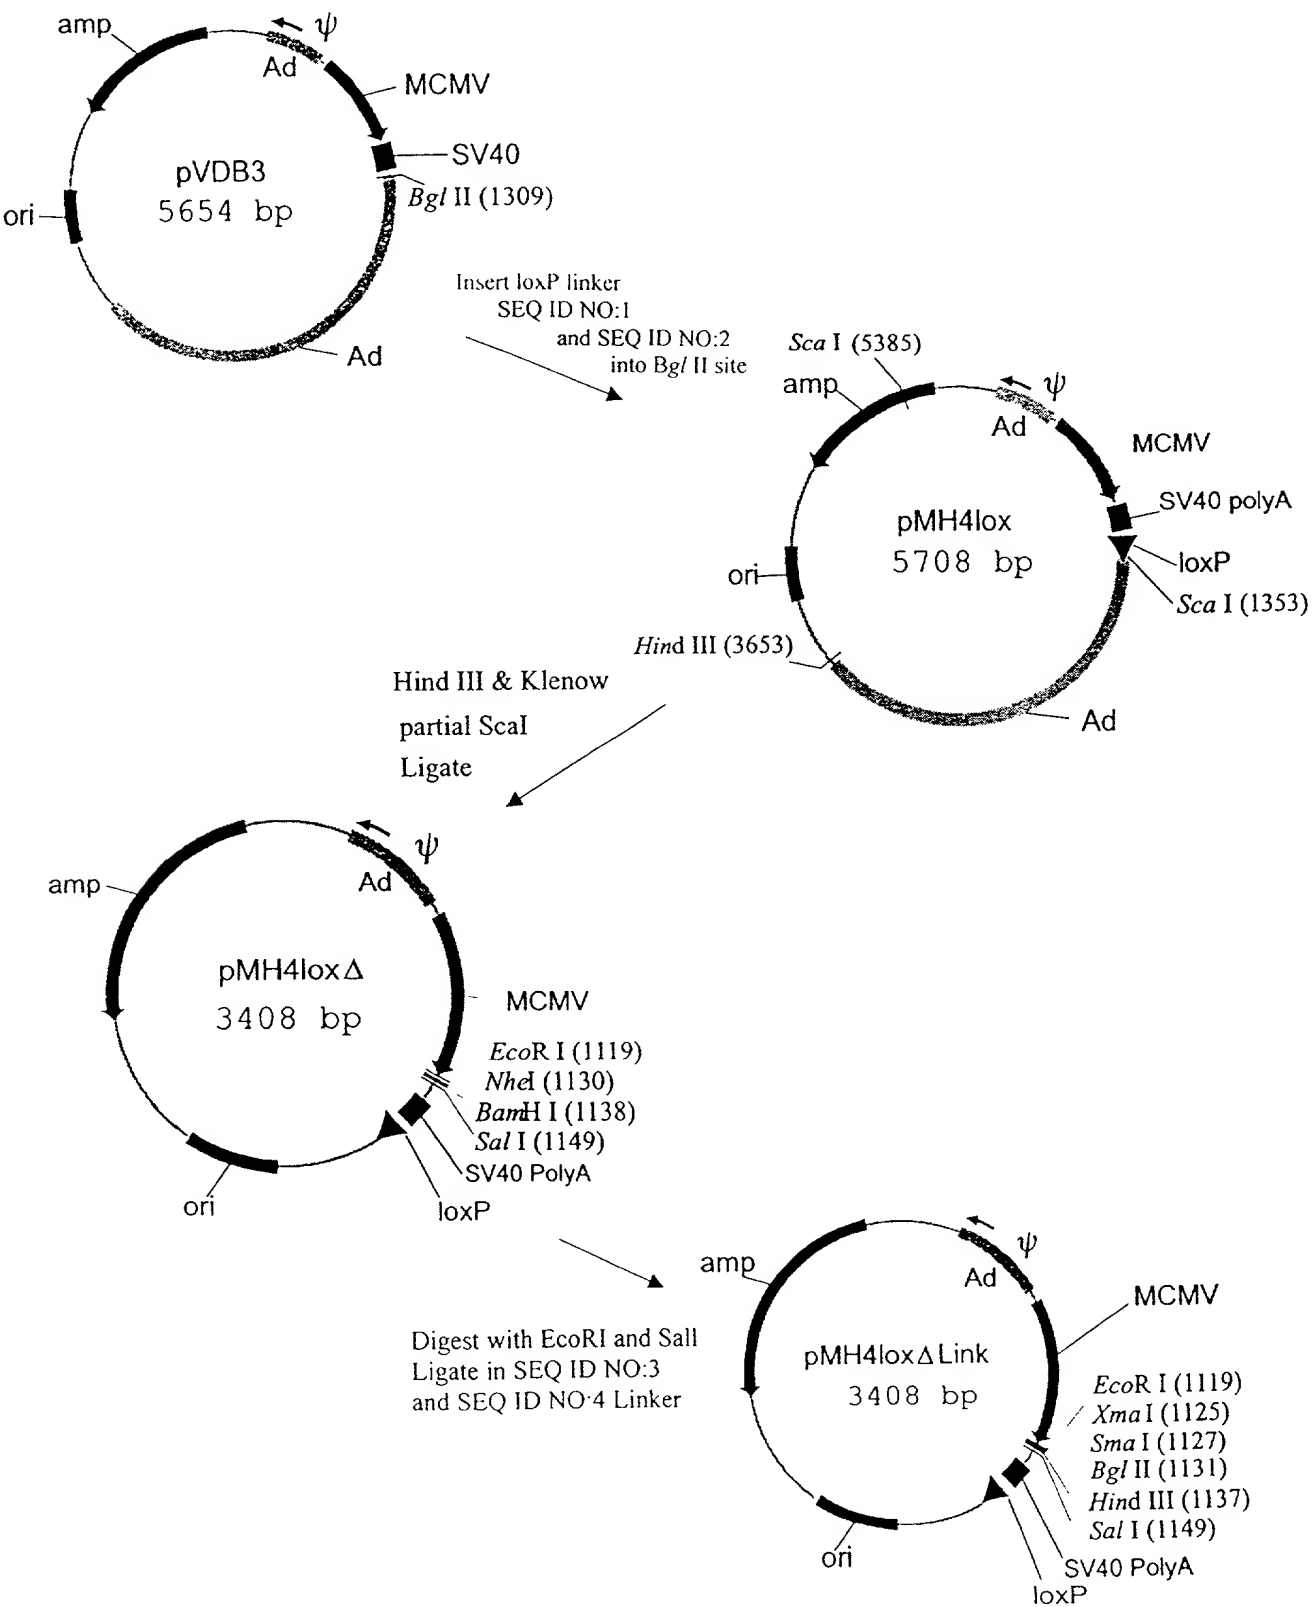 amp
ψ
Ad
MCMV
pVDB3
5654 bp
SV40
Bgl II (1309)
ori
Ad
Insert loxP linker
SEQ ID NO:1
and SEQ ID NO:2
into Bgl II site
Sca I (5385)
amp
ψ
Ad
MCMV
SV40 polyA
pMH4lox
5708 bp
loxP
ori
Sca I (1353)
Hind III (3653)
Ad
Hind III & Klenow
partial ScaI
Ligate
ψ
amp
Ad
pMH4lox Δ
3408 bp
MCMV
EcoR I (1119)
NheI (1130)
BamH I (1138)
Sal I (1149)
SV40 PolyA
ori
loxP
ψ
amp
Ad
MCMV
Digest with EcoRI and SalI
Ligate in SEQ ID NO:3
and SEQ ID NO·4 Linker
pMH4lox Δ Link
3408 bp
EcoR I (1119)
Xma I (1125)
Sma I (1127)
Bgl II (1131)
Hind III (1137)
Sal I (1149)
ori
SV40 PolyA
loxP